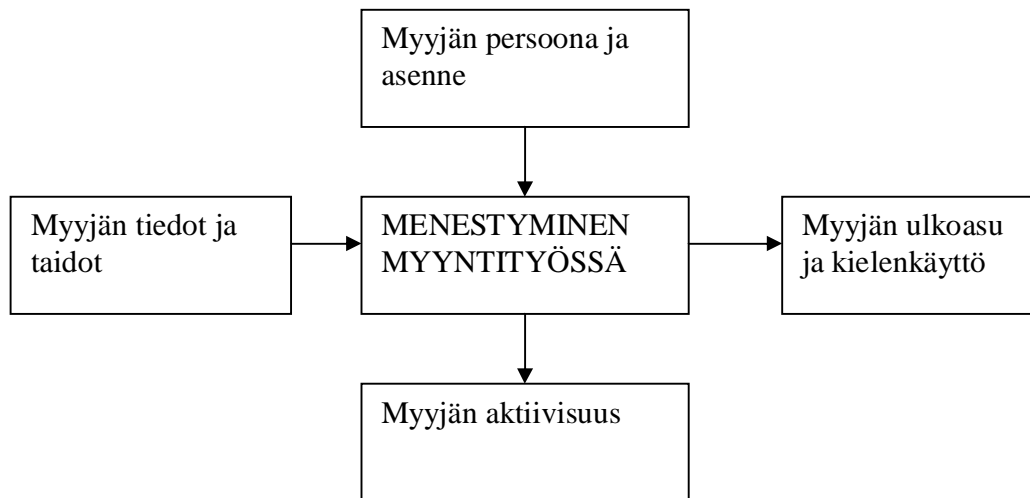 Myyjän persoona ja
asenne
Myyjän tiedot ja
taidot
MENESTYMINEN
MYYNTITYÖSSÄ
Myyjän ulkoasu
ja kielenkäyttö
Myyjän aktiivisuus